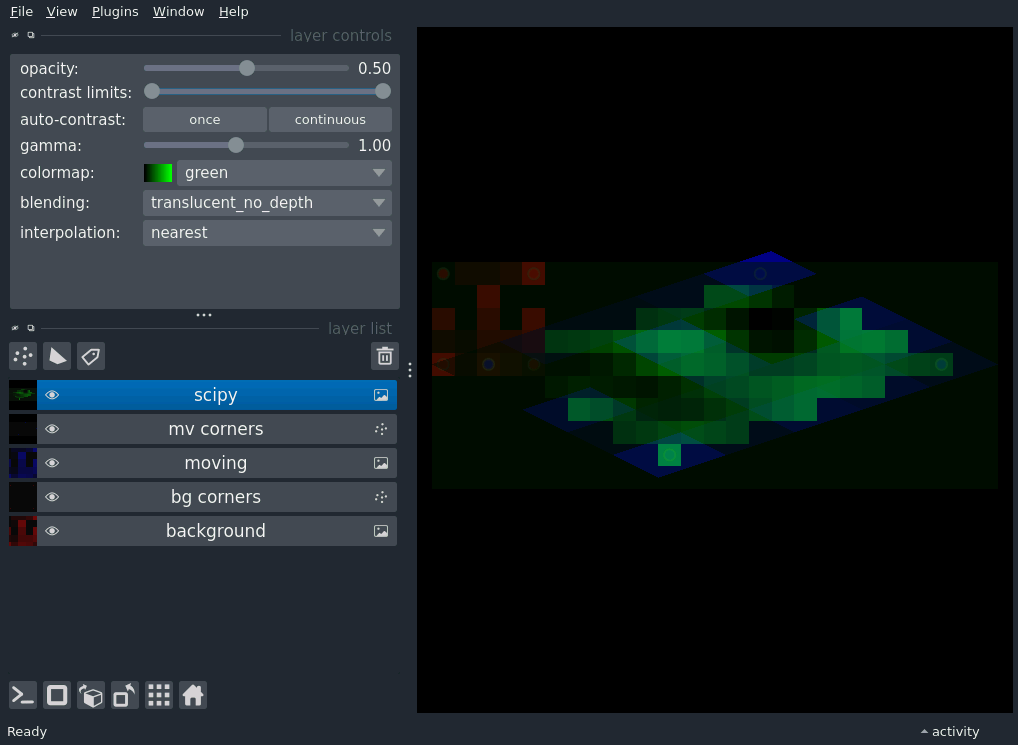 File View Plugins Window Help
layer controls
opacity: 0.50
contrast limits:
auto-contrast: once continuous
gamma: 1.00
colormap: green
blending: translucent_no_depth
interpolation: nearest
layer list
scipy
mv corners
moving
bg corners
background
Ready activity